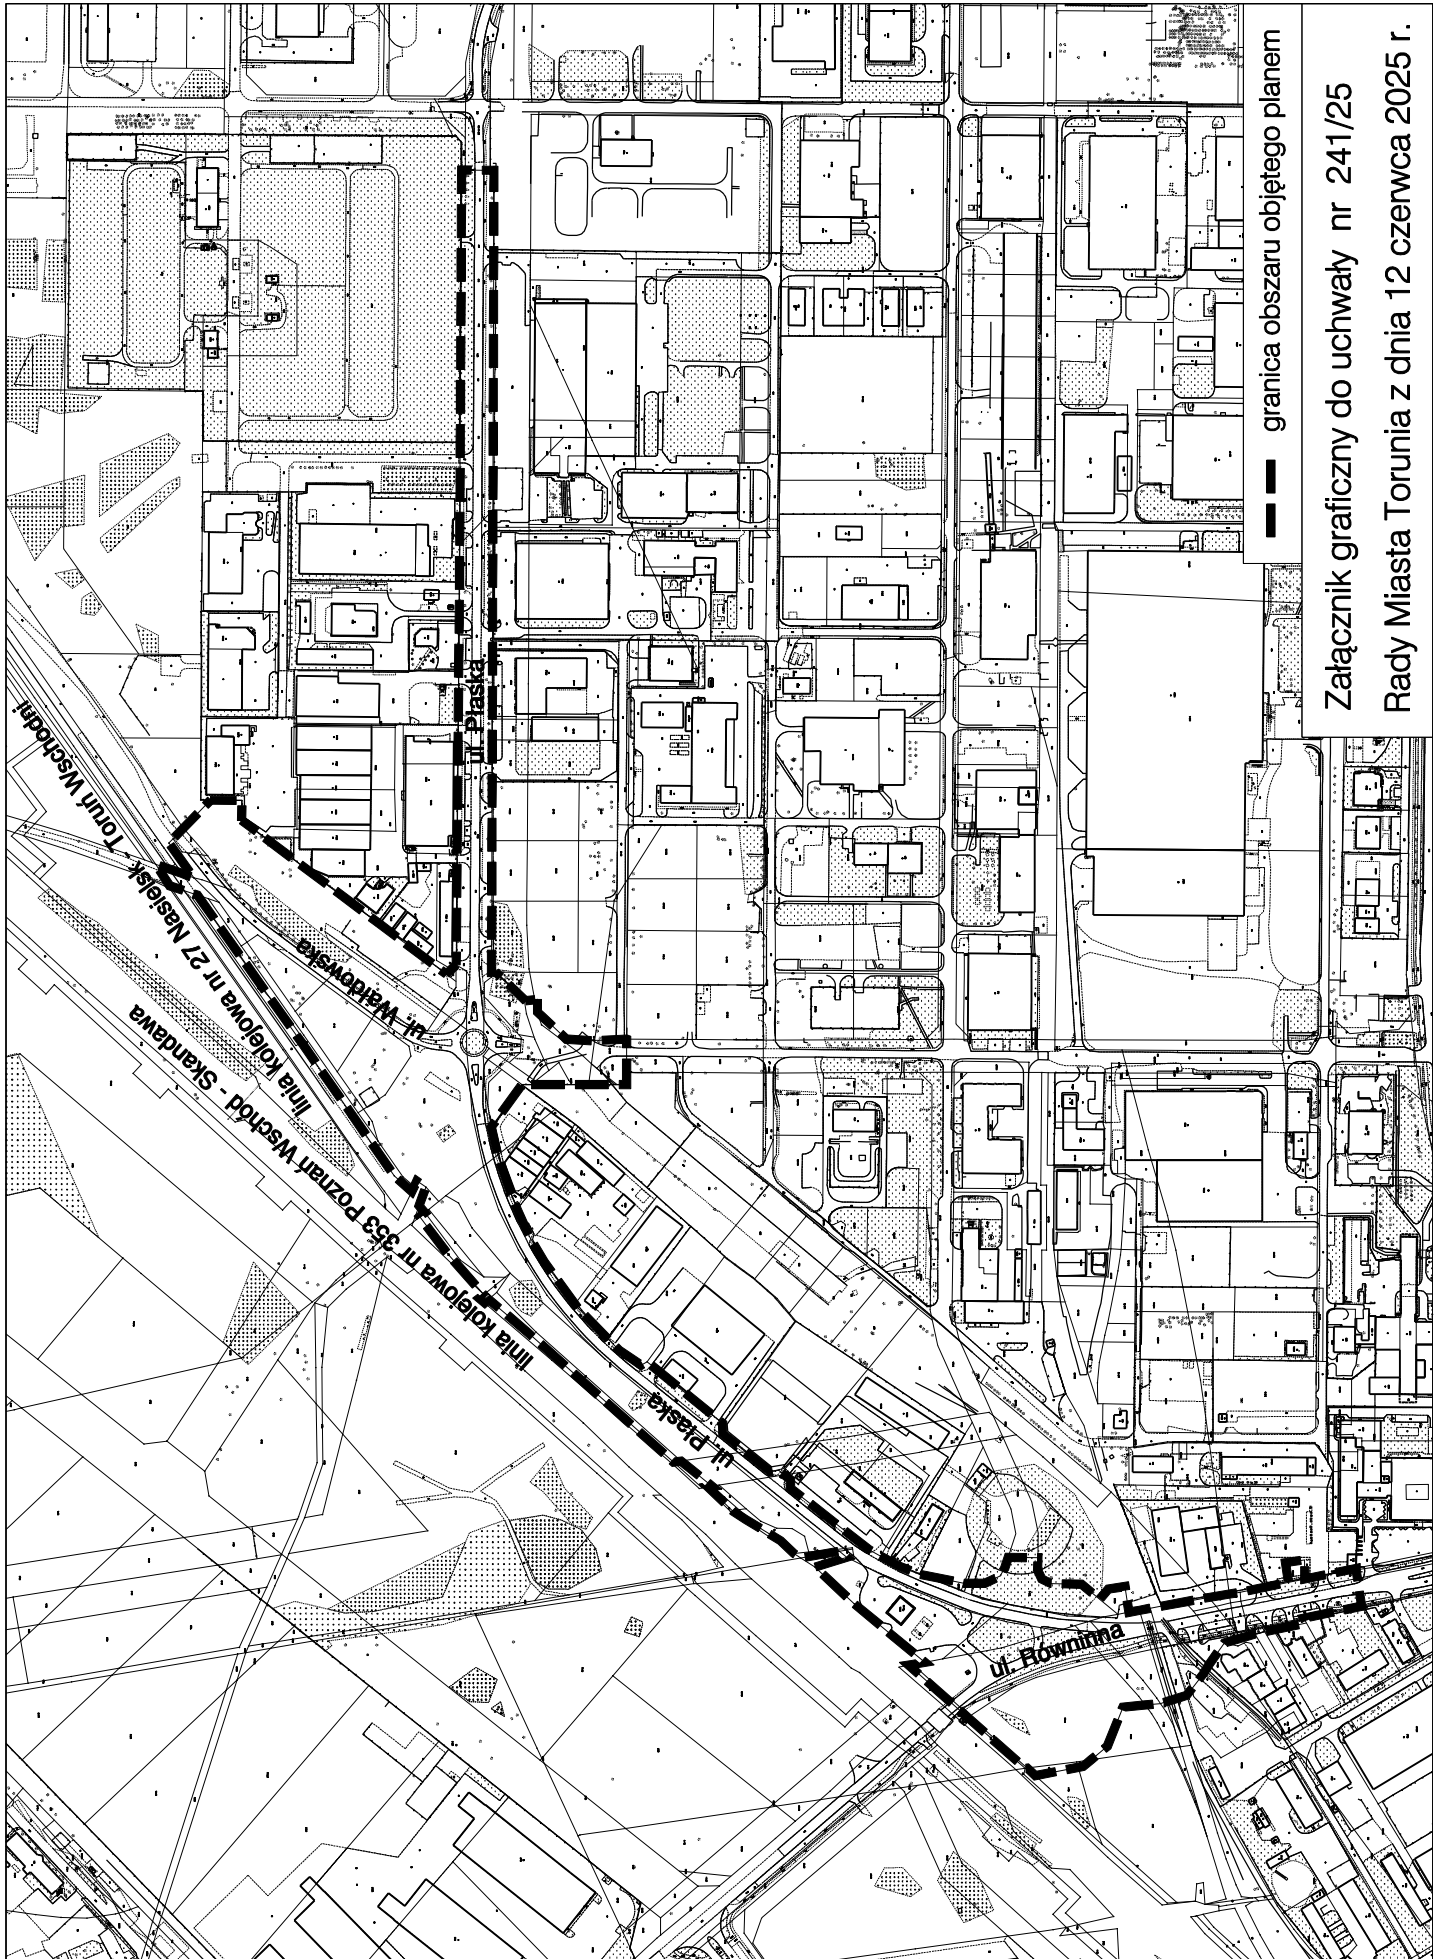 linia kolejowa nr 27 Nasielsk - Toruń Wschodni
linia kolejowa nr 353 Poznań Wschód - Skandawa
ul. Waldowska
ul. Płaska
ul. Płaska
ul. Równinna
granica obszaru objętego planem
Załącznik graficzny do uchwały nr 241/25
Rady Miasta Torunia z dnia 12 czerwca 2025 r.